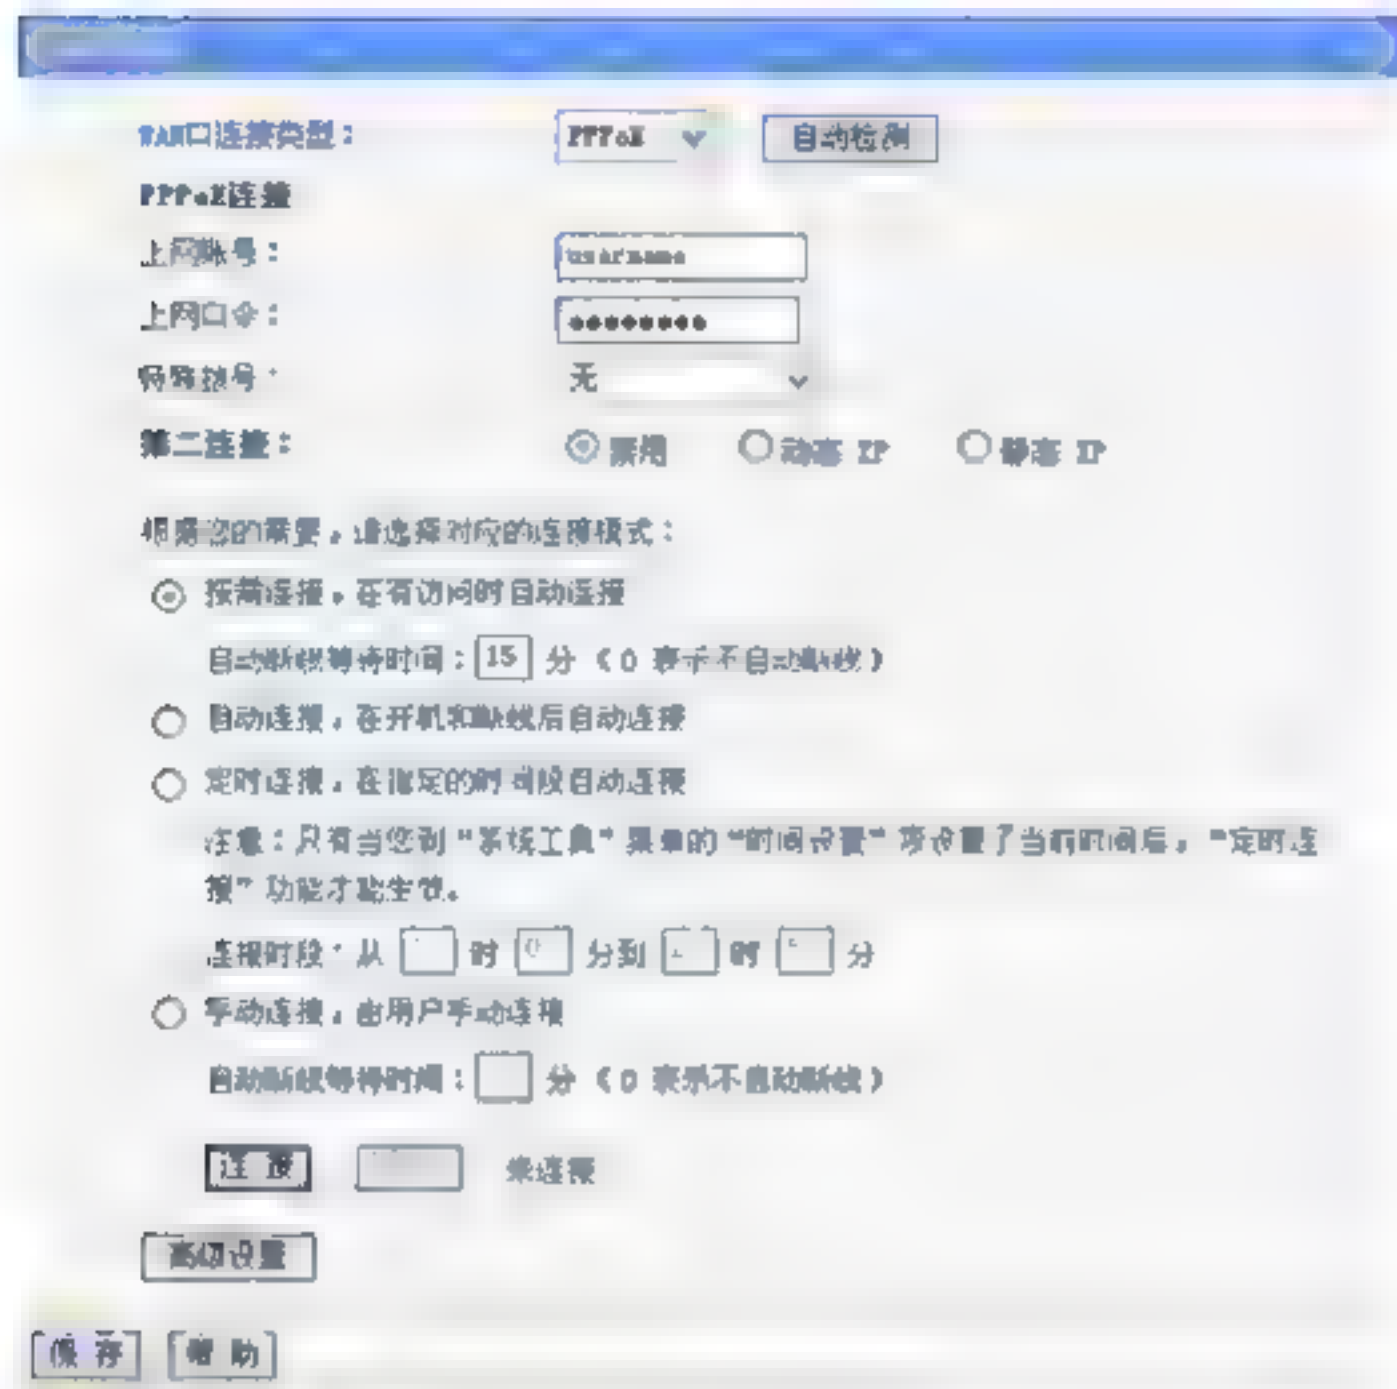 WAN口连接类型： PPPoE 自动检测
PPPoE连接
上网账号： username
上网口令： ●●●●●●●●
特殊拨号： 无
第二连接： 禁用 动态 IP 静态 IP
根据您的需要，请选择对应的连接模式：
按需连接，在有访问时自动连接
自动断线等待时间： 15 分（0 表示不自动断线）
自动连接，在开机和断线后自动连接
定时连接，在指定的时间段自动连接
注意：只有当您到“系统工具”菜单的“时间设置”项设置了当前时间后，“定时连
接”功能才能生效。
连接时段：从 时 0 分到 时 分
手动连接，由用户手动连接
自动断线等待时间： 分（0 表示不自动断线）
连 接 未连接
高级设置
保 存 帮 助